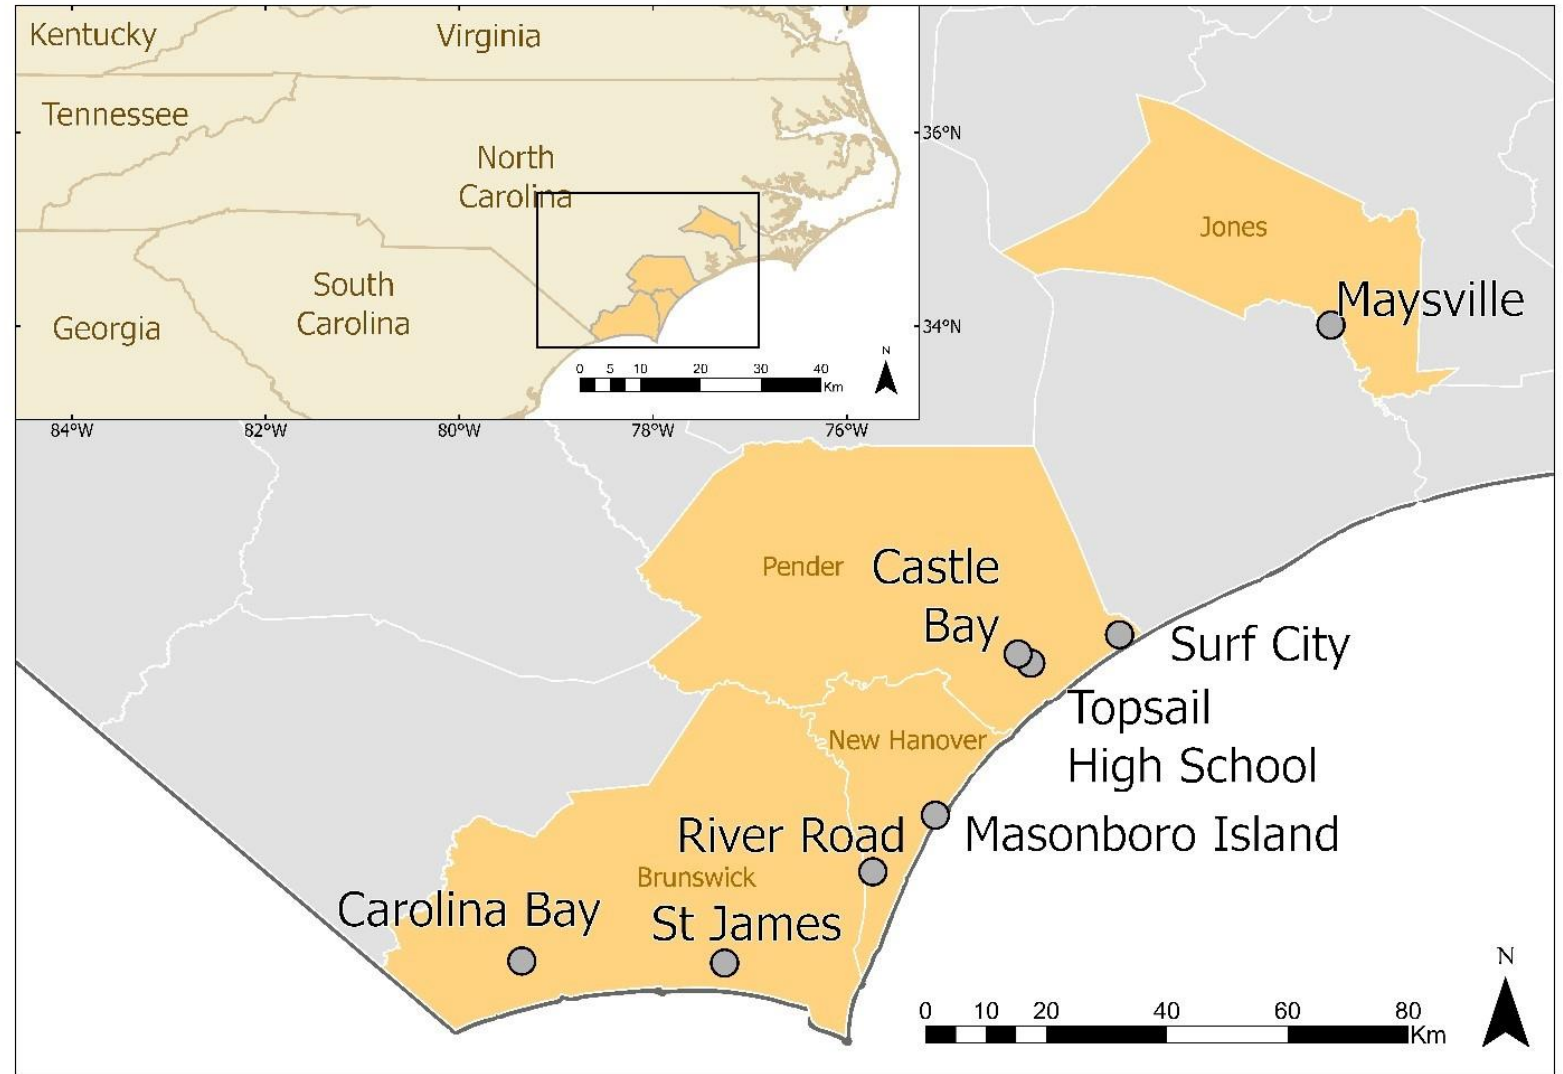 Kentucky
Virginia
Tennessee
North
Carolina
South
Carolina
Georgia
36°N
34°N
84°W
82°W
80°W
78°W
76°W
0 5 10 20 30 40
Km
N
Jones
Maysville
Pender
Castle
Bay
Surf City
Topsail
High School
New Hanover
River Road
Masonboro Island
Brunswick
Carolina Bay
St James
0 10 20 40 60 80
Km
N